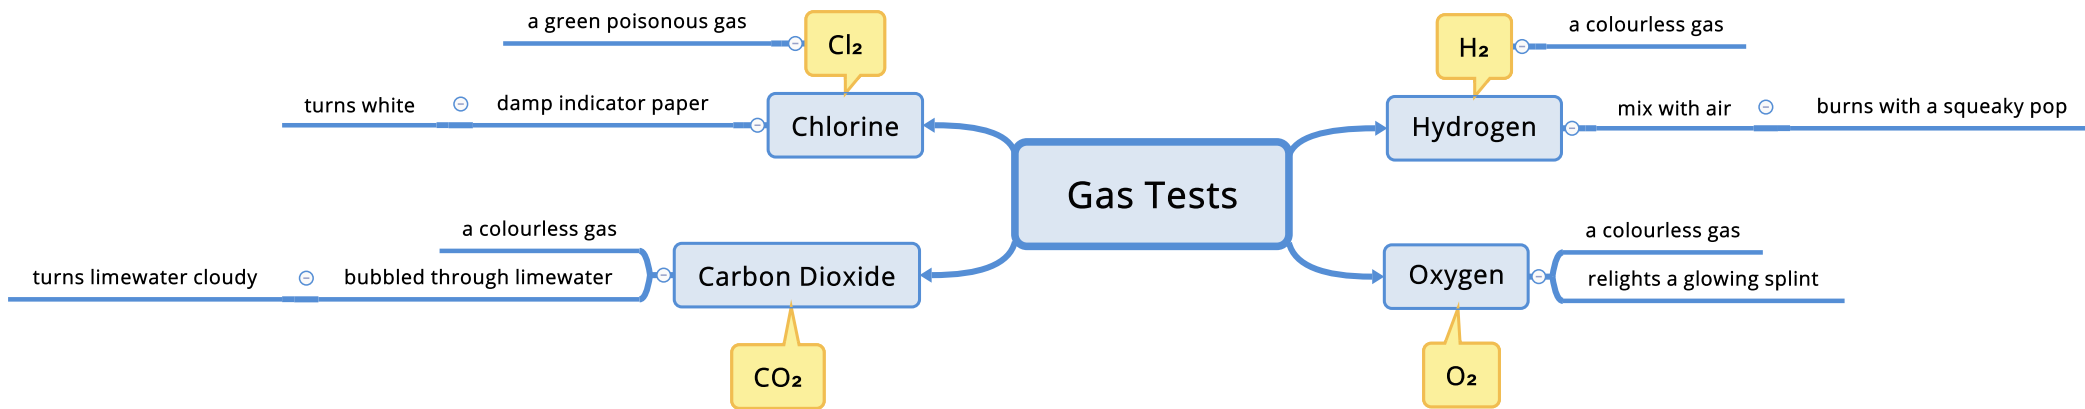 Gas Tests
Cl₂
a green poisonous gas
Chlorine
damp indicator paper
turns white
Carbon Dioxide
CO₂
a colourless gas
bubbled through limewater
turns limewater cloudy
H₂
a colourless gas
Hydrogen
mix with air
burns with a squeaky pop
Oxygen
O₂
a colourless gas
relights a glowing splint